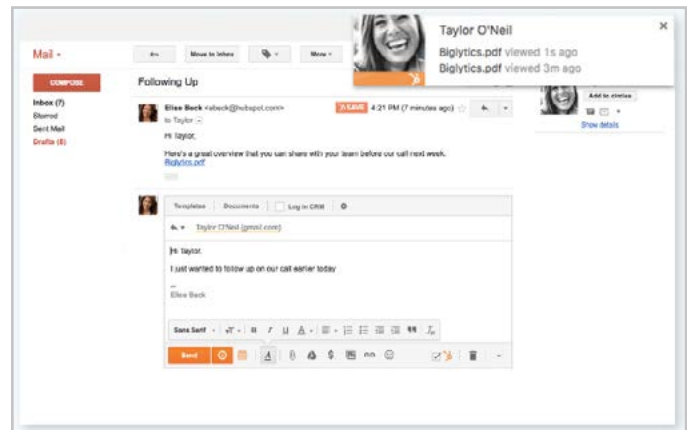 Taylor O'Neil
Biglytics.pdf viewed 1s ago
Biglytics.pdf viewed 3m ago
Mail
Move to Inbox
More
COMPOSE
Following Up
Inbox (7)
Starred
Sent Mail
Drafts (8)
Elise Beck <ebeck@hubspot.com>
to Taylor
4:21 PM (7 minutes ago)
Add to circles
Show details
Hi Taylor,
Here's a great overview that you can share with your team before our call next week.
Biglytics.pdf
Templates Documents Log in CRM
Taylor O'Neil (gmail.com)
Hi Taylor,
I just wanted to follow up on our call earlier today
--
Elise Beck
Sans Serif
Send